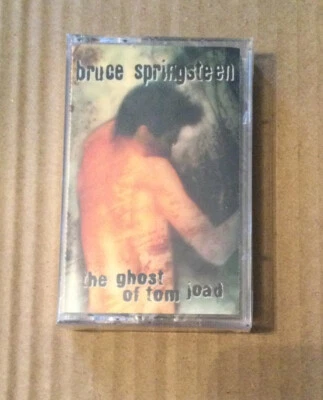 bruce springsteen
the ghost
of tom joad